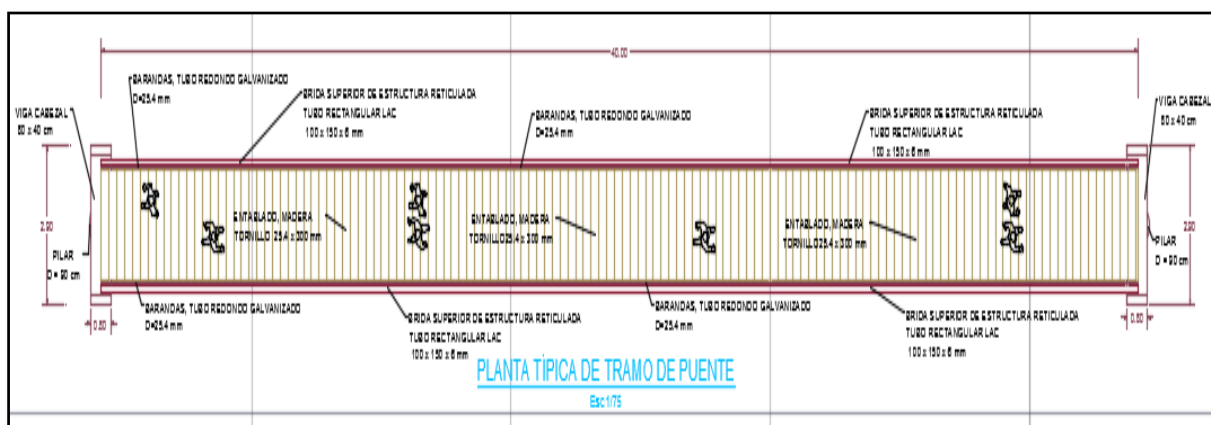 40.00
BARANDAS, TUBO REDONDO GALVANIZADO
D=25.4 mm
BRIDA SUPERIOR DE ESTRUCTURA RETICULADA
TUBO RECTANGULAR LAC
100 x 150 x 6 mm
BARANDAS, TUBO REDONDO GALVANIZADO
D=25.4 mm
BRIDA SUPERIOR DE ESTRUCTURA RETICULADA
TUBO RECTANGULAR LAC
100 x 150 x 6 mm
VIGA CABEZAL
50 x 40 cm
VIGA CABEZAL
50 x 40 cm
2.90
PILAR
D = 90 cm
ENTABLADO, MADERA
TORNILLO 25.4 x 300 mm
ENTABLADO, MADERA
TORNILLO 25.4 x 300 mm
ENTABLADO, MADERA
TORNILLO 25.4 x 300 mm
2.90
PILAR
D = 90 cm
0.50
BARANDAS, TUBO REDONDO GALVANIZADO
D=25.4 mm
BRIDA SUPERIOR DE ESTRUCTURA RETICULADA
TUBO RECTANGULAR LAC
100 x 150 x 6 mm
BARANDAS, TUBO REDONDO GALVANIZADO
D=25.4 mm
BRIDA SUPERIOR DE ESTRUCTURA RETICULADA
TUBO RECTANGULAR LAC
100 x 150 x 6 mm
0.50
PLANTA TÍPICA DE TRAMO DE PUENTE
Esc 1/75